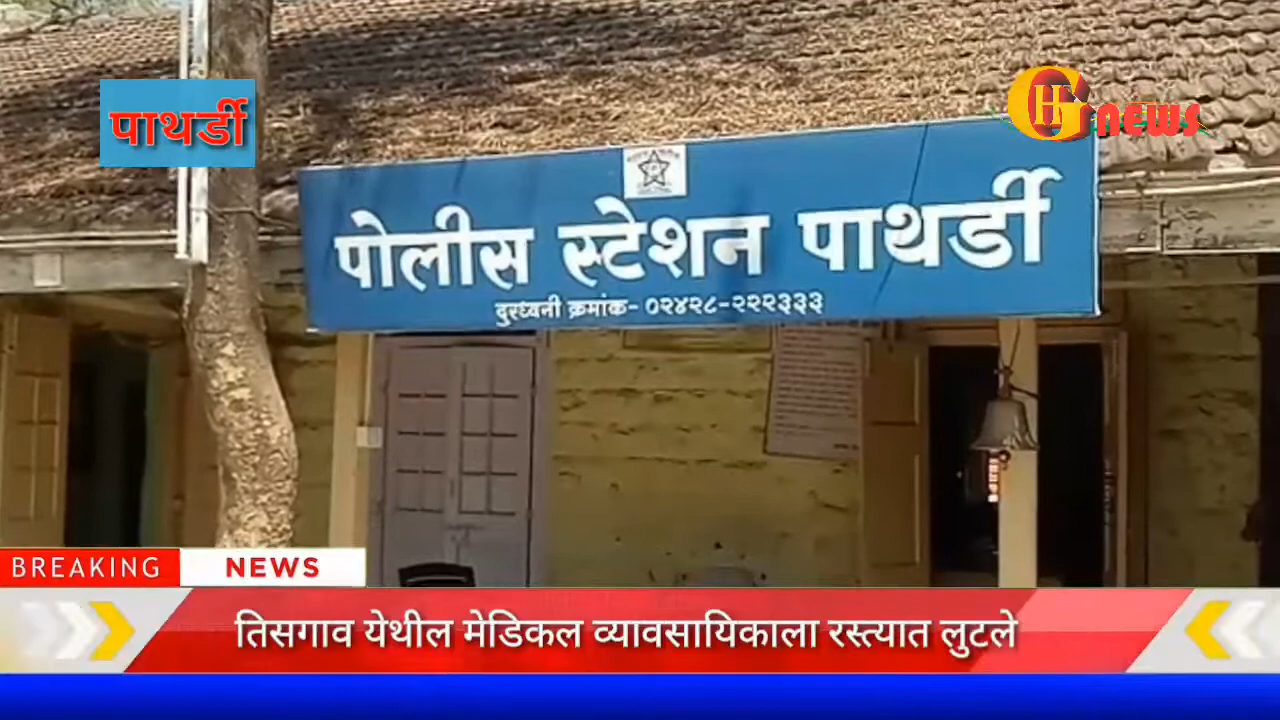 पाथर्डी
GH NEWS
पोलीस स्टेशन पाथर्डी
दुरध्वनी क्रमांक- ०२४२८-२२२३३३
BREAKING NEWS
तिसगाव येथील मेडिकल व्यावसायिकाला रस्त्यात लुटले